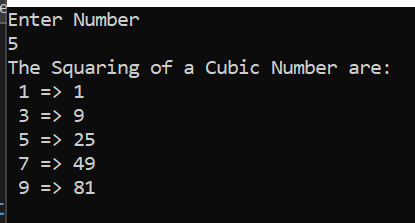 Enter Number
5
The Squaring of a Cubic Number are:
1 => 1
3 => 9
5 => 25
7 => 49
9 => 81